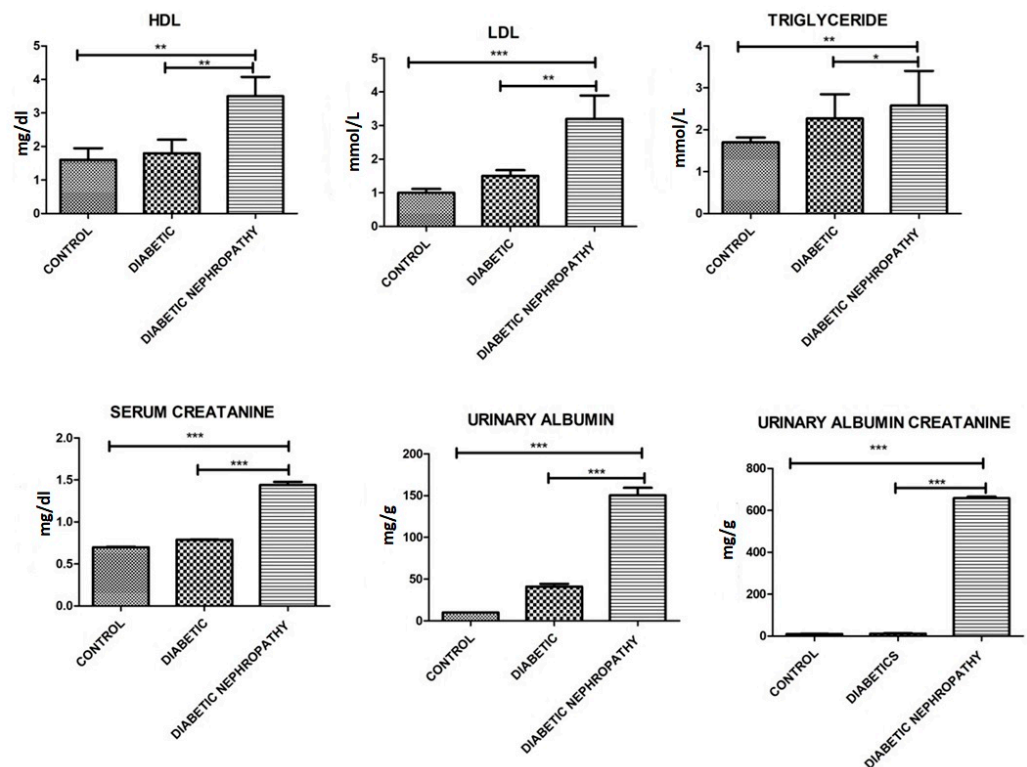 HDL
**
**
5
4
3
2
1
0
mg/dl
CONTROL
DIABETIC
DIABETIC NEPHROPATHY
LDL
***
**
5
4
3
2
1
0
mmol/L
CONTROL
DIABETIC
DIABETIC NEPHROPATHY
TRIGLYCERIDE
**
*
4
3
2
1
0
mmol/L
CONTROL
DIABETIC
DIABETIC NEPHROPATHY
SERUM CREATANINE
***
***
2.0
1.5
1.0
0.5
0.0
mg/dl
CONTROL
DIABETIC
DIABETIC NEPHROPATHY
URINARY ALBUMIN
***
***
200
150
100
50
0
mg/g
CONTROL
DIABETIC
DIABETIC NEPHROPATHY
URINARY ALBUMIN CREATANINE
***
***
800
600
400
200
0
mg/g
CONTROL
DIABETICS
DIABETIC NEPHROPATHY